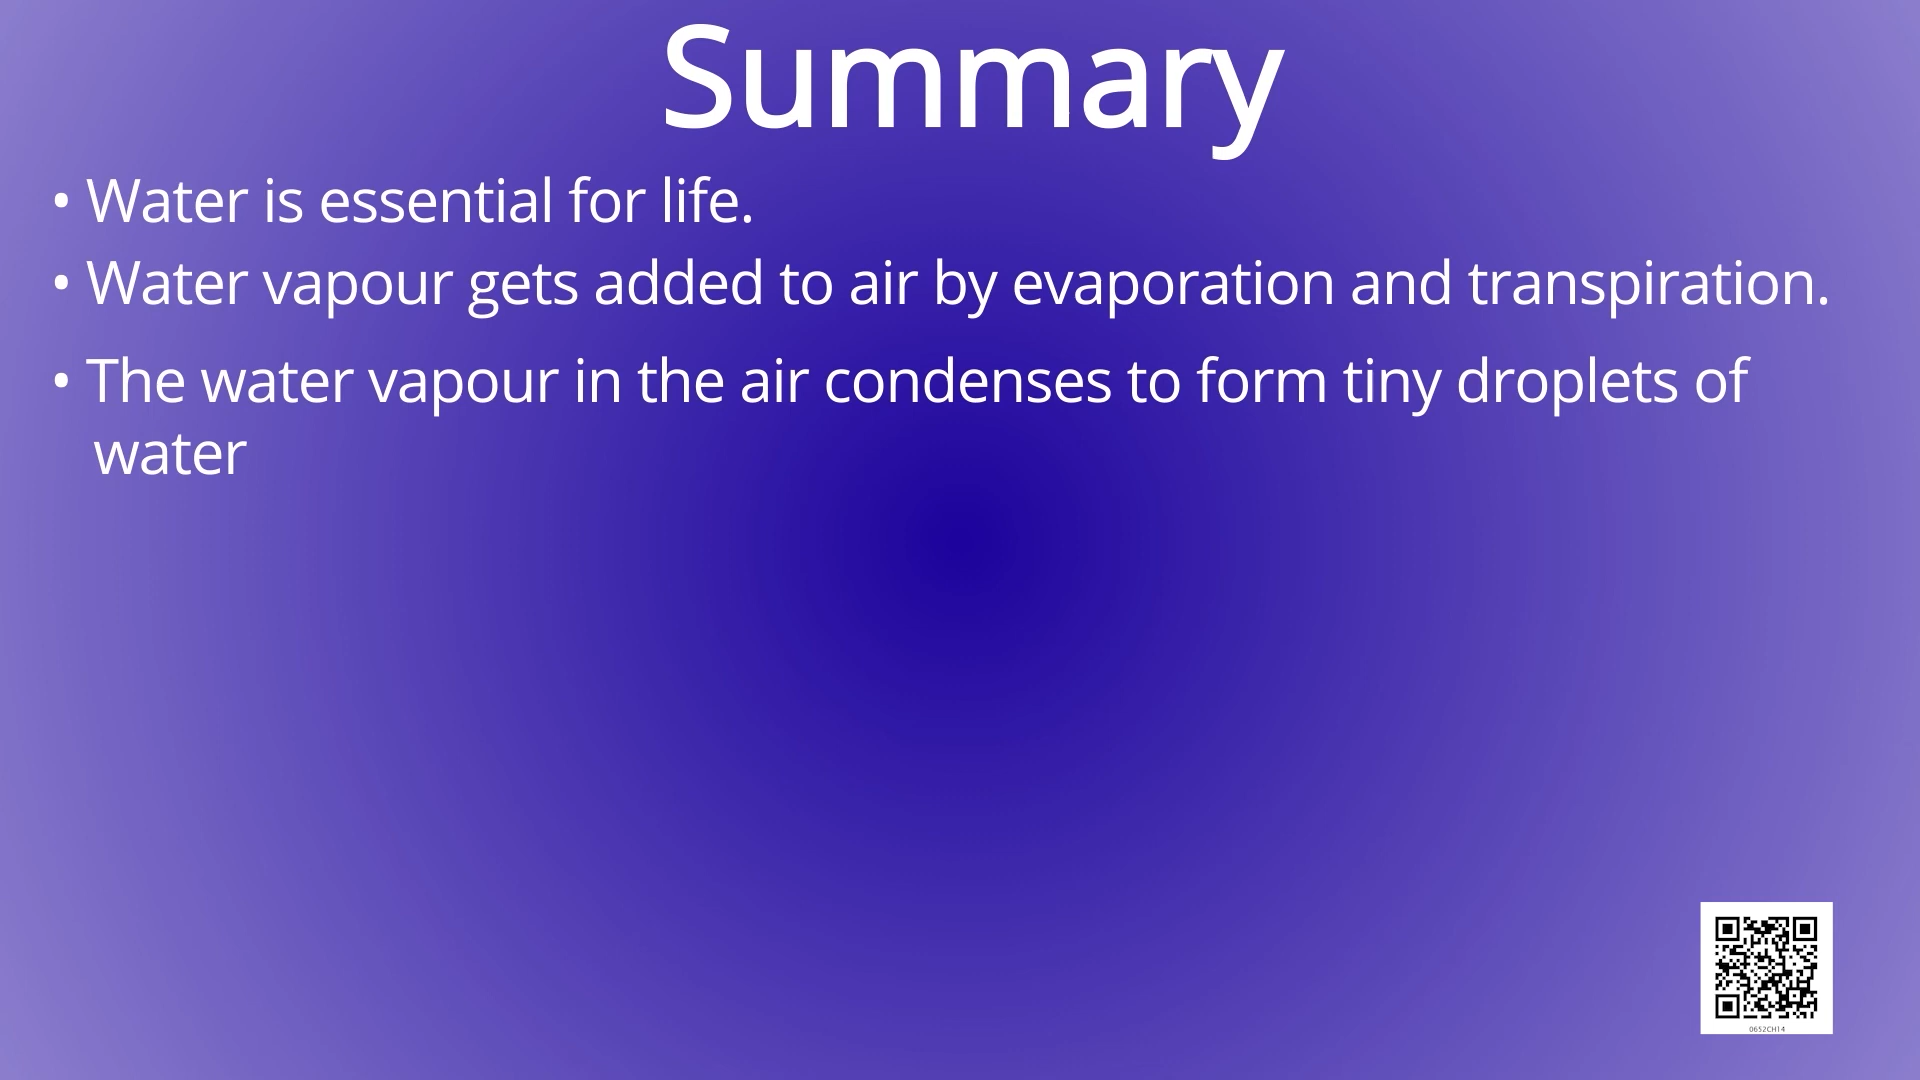 Summary
• Water is essential for life.
• Water vapour gets added to air by evaporation and transpiration.
• The water vapour in the air condenses to form tiny droplets of
water
0652CH14